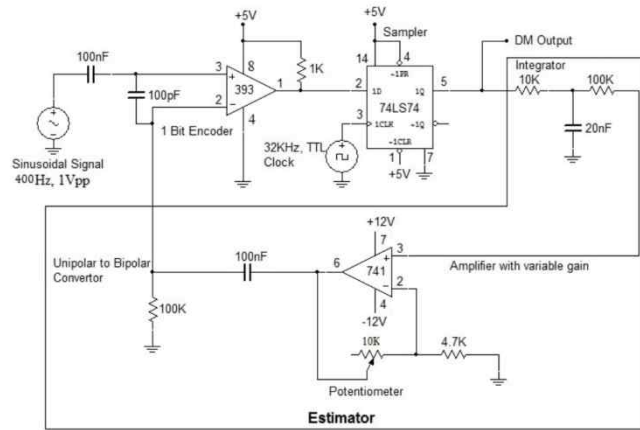 +5V
Sampler
+5V
DM Output
100nF
8
1K
14
4
~1PR
Integrator
3
+
393
1
2
1D
1Q
5
10K
100K
100pF
2
−
74LS74
1 Bit Encoder
4
3
1CLK
~1Q
20nF
Sinusoidal Signal
400Hz, 1Vpp
32KHz, TTL
Clock
~1CLR
1
7
+5V
+12V
7
Unipolar to Bipolar
Convertor
100nF
6
741
+
3
Amplifier with variable gain
−
2
4
-12V
100K
10K
4.7K
Potentiometer
Estimator